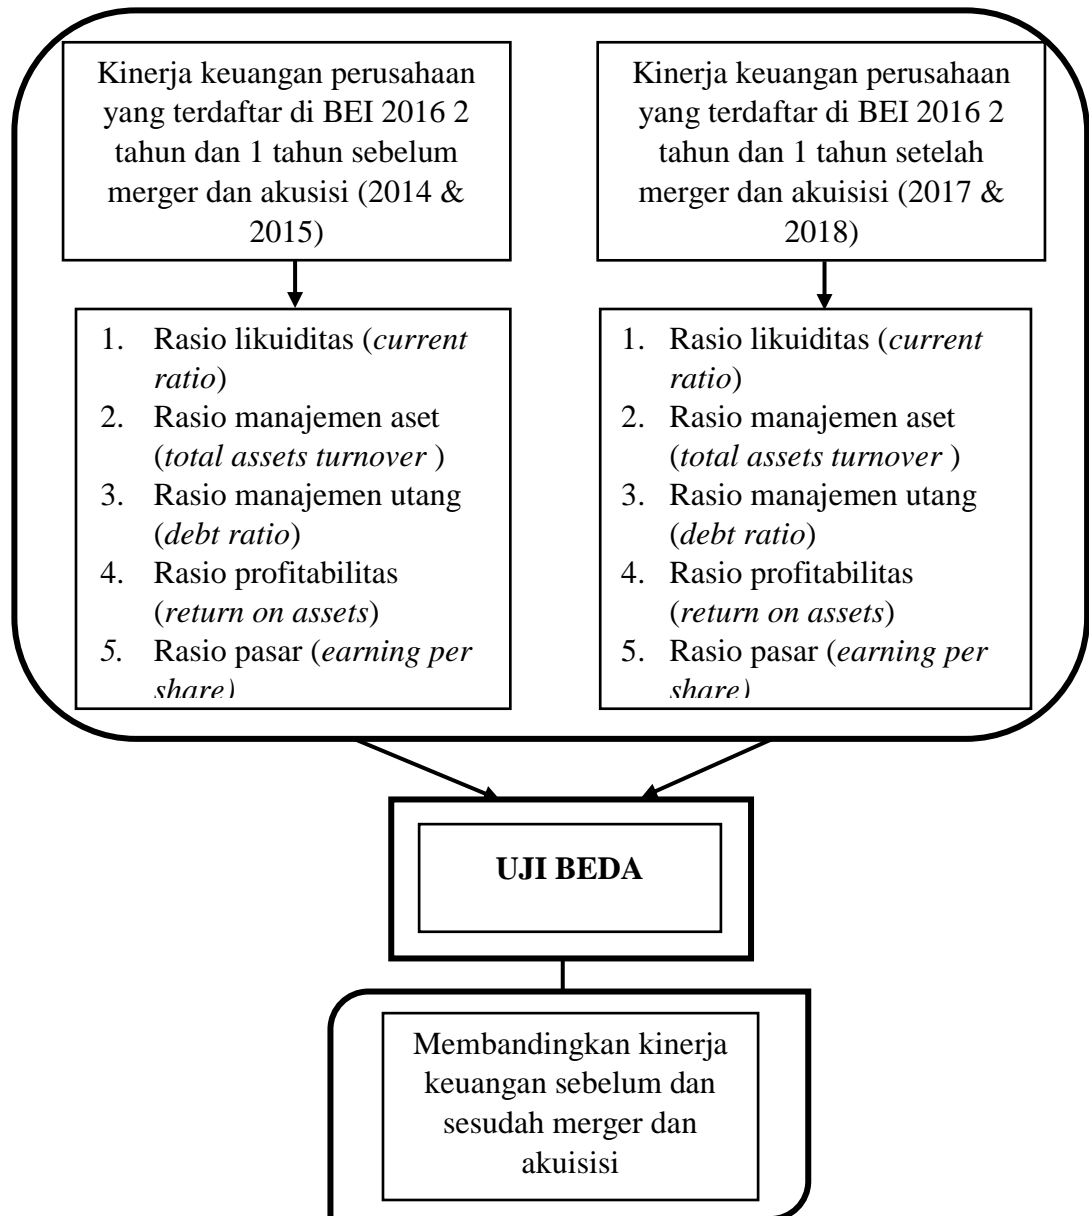 Kinerja keuangan perusahaan
yang terdaftar di BEI 2016 2
tahun dan 1 tahun sebelum
merger dan akusisi (2014 &
2015)
Kinerja keuangan perusahaan
yang terdaftar di BEI 2016 2
tahun dan 1 tahun setelah
merger dan akuisisi (2017 &
2018)
1. Rasio likuiditas (current
ratio)
2. Rasio manajemen aset
(total assets turnover )
3. Rasio manajemen utang
(debt ratio)
4. Rasio profitabilitas
(return on assets)
5. Rasio pasar (earning per
share)
1. Rasio likuiditas (current
ratio)
2. Rasio manajemen aset
(total assets turnover )
3. Rasio manajemen utang
(debt ratio)
4. Rasio profitabilitas
(return on assets)
5. Rasio pasar (earning per
share)
UJI BEDA
Membandingkan kinerja
keuangan sebelum dan
sesudah merger dan
akuisisi